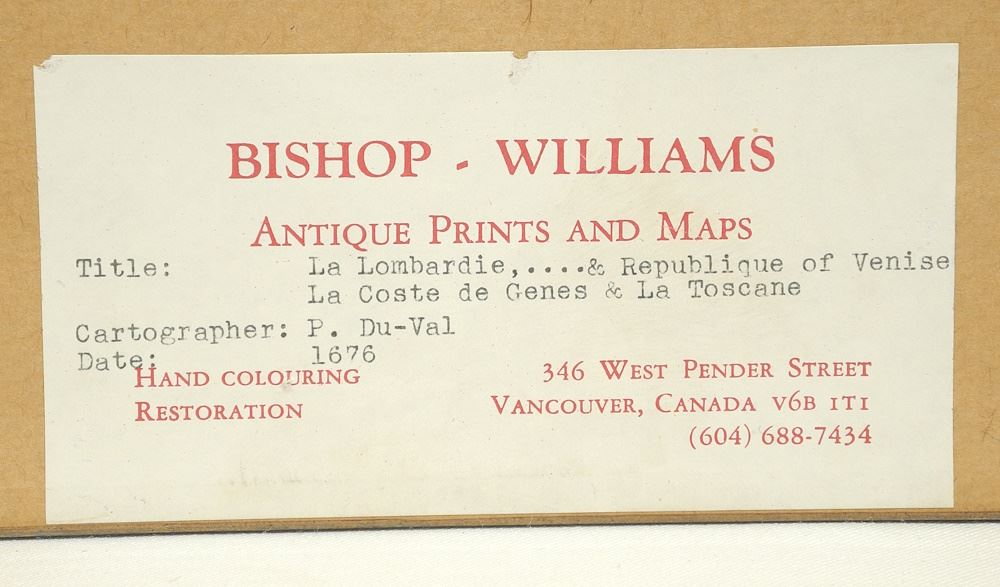 BISHOP - WILLIAMS
ANTIQUE PRINTS AND MAPS
Title: La Lombardie,....& Republique of Venise
La Coste de Genes & La Toscane
Cartographer: P. Du-Val
Date: 1676
HAND COLOURING
RESTORATION
346 WEST PENDER STREET
VANCOUVER, CANADA V6B 1T1
(604) 688-7434